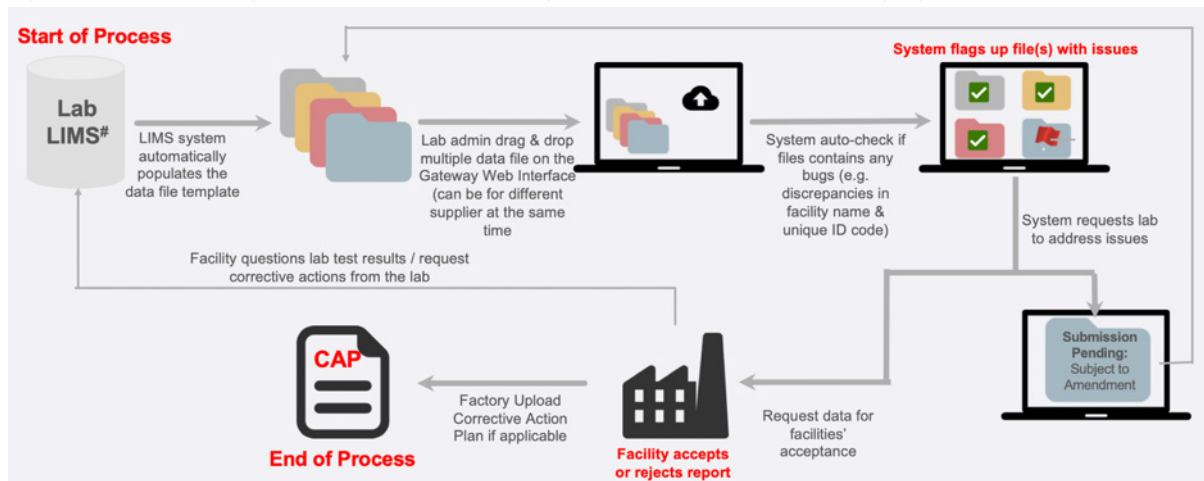 Start of Process
Lab
LIMS#
LIMS system
automatically
populates the
data file template
Lab admin drag & drop
multiple data file on the
Gateway Web Interface
(can be for different
supplier at the same
time
System auto-check if
files contains any
bugs (e.g.
discrepancies in
facility name &
unique ID code)
System flags up file(s) with issues
System requests lab
to address issues
Submission
Pending:
Subject to
Amendment
Request data for
facilities’
acceptance
Facility accepts
or rejects report
Facility questions lab test results / request
corrective actions from the lab
Factory Upload
Corrective Action
Plan if applicable
CAP
End of Process